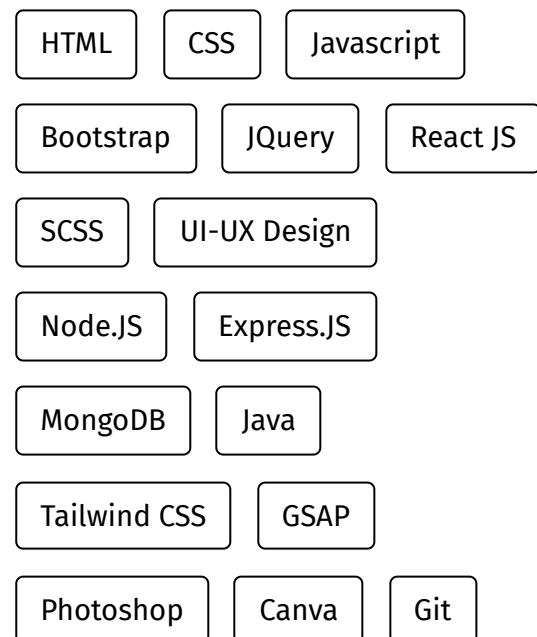 HTML CSS Javascript
Bootstrap JQuery React JS
SCSS UI-UX Design
Node.JS Express.JS
MongoDB Java
Tailwind CSS GSAP
Photoshop Canva Git